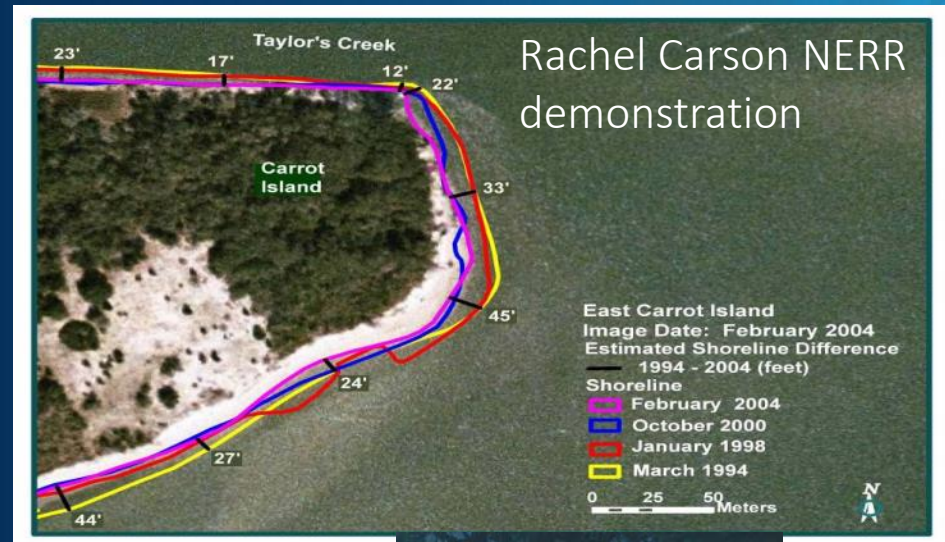 Rachel Carson NERR
demonstration
Taylor's Creek
23'
17'
12'
22'
Carrot
Island
33'
45'
24'
27'
44'
East Carrot Island
Image Date: February 2004
Estimated Shoreline Difference
1994 - 2004 (feet)
Shoreline
February 2004
October 2000
January 1998
March 1994
0 25 50 Meters
N